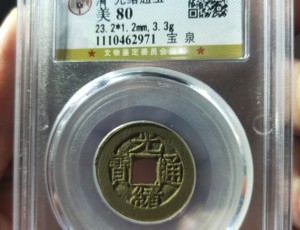 清 光绪通宝
美 80
23.2*1.2mm,3.3g
1110462971 宝 泉
★ 文物鉴定委员会监制 ★
光緒通寶